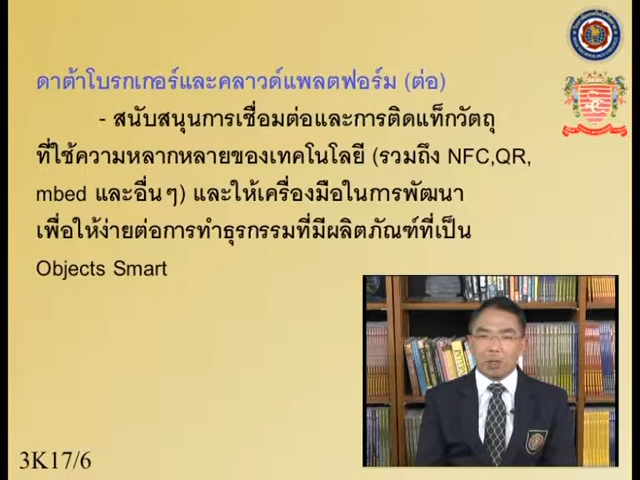 ดาต้าโบรกเกอร์และคลาวด์แพลตฟอร์ม (ต่อ)
- สนับสนุนการเชื่อมต่อและการติดแท็กวัตถุ
ที่ใช้ความหลากหลายของเทคโนโลยี (รวมถึง NFC,QR,
mbed และอื่นๆ) และให้เครื่องมือในการพัฒนา
เพื่อให้ง่ายต่อการทำธุรกรรมที่มีผลิตภัณฑ์ที่เป็น
Objects Smart
3K17/6